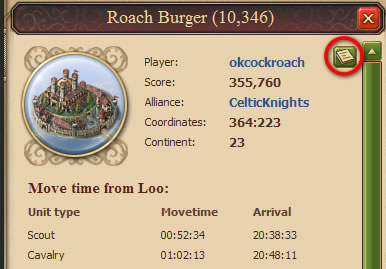 Roach Burger (10,346)
Player: okcockroach
Score: 355,760
Alliance: CelticKnights
Coordinates: 364:223
Continent: 23
Move time from Loo:
Unit type Movetime Arrival
Scout 00:52:34 20:38:33
Cavalry 01:02:13 20:48:11